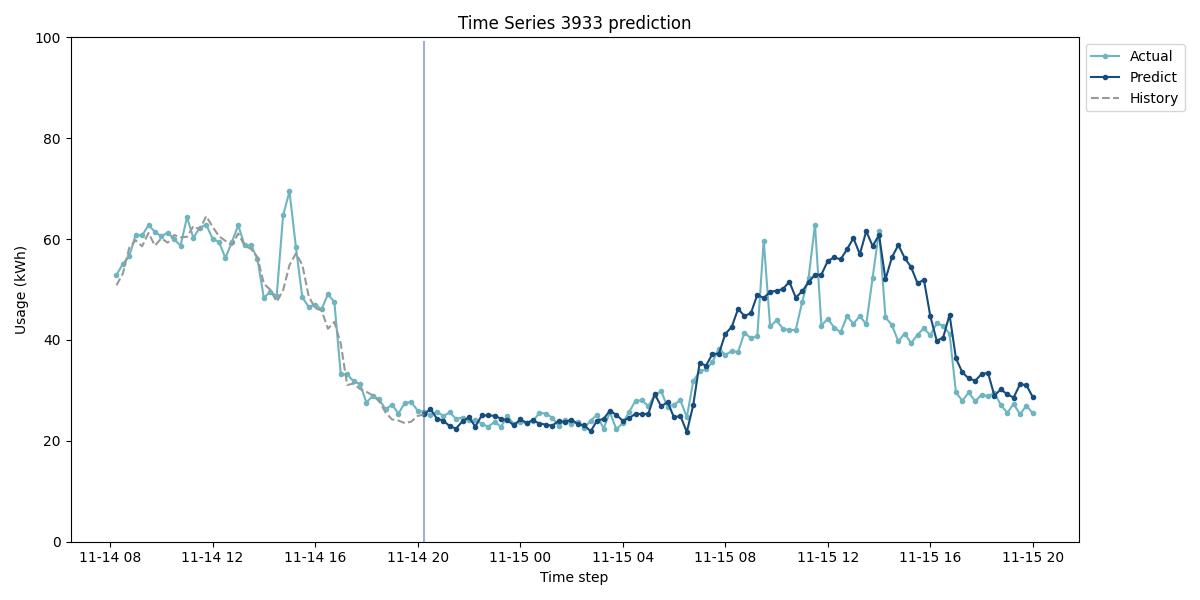 Time Series 3933 prediction
Usage (kWh)
100
80
60
40
20
0
11-14 08
11-14 12
11-14 16
11-14 20
11-15 00
11-15 04
11-15 08
11-15 12
11-15 16
11-15 20
Time step
Actual
Predict
History